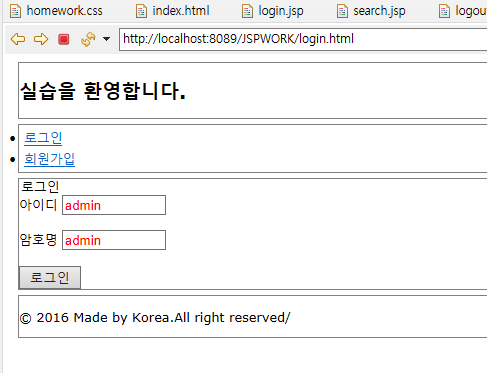 homework.css index.html login.jsp search.jsp logou
http://localhost:8089/JSPWORK/login.html
실습을 환영합니다.
로그인
회원가입
로그인
아이디 admin
암호명 admin
로그인
© 2016 Made by Korea.All right reserved/